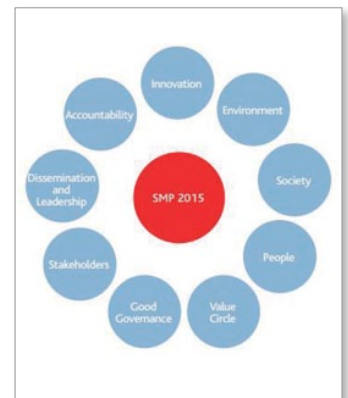 Innovation
Environment
Society
People
Value
Circle
Good
Governance
Stakeholders
Dissemination
and
Leadership
Accountability
SMP 2015